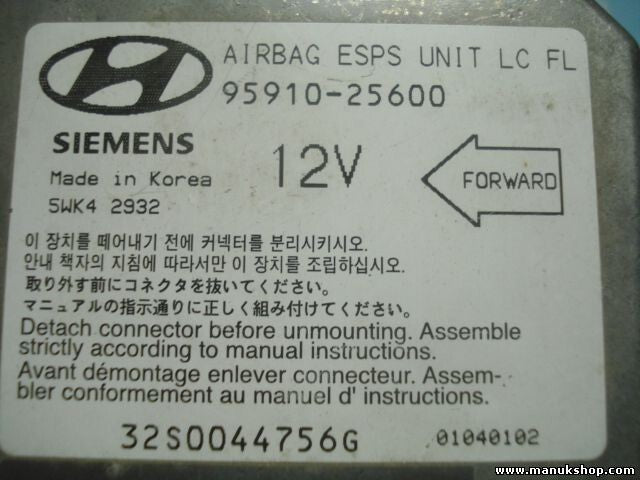 AIRBAG ESPS UNIT LC FL
95910-25600
SIEMENS
12V
FORWARD
Made in Korea
5WK4 2932
이 장치를 떼어내기 전에 커넥터를 분리시키시오.
안내 책자의 지침에 따라서만 이 장치를 조립하십시오.
取り外す前にコネクタを抜いてください。
マニュアルの指示通りに正しく組み付けてください。
Detach connector before unmounting. Assemble
strictly according to manual instructions.
Avant démontage enlever connecteur. Assem-
bler conformement au manuel d' instructions.
32S0044756G
01040102
www.manukshop.com